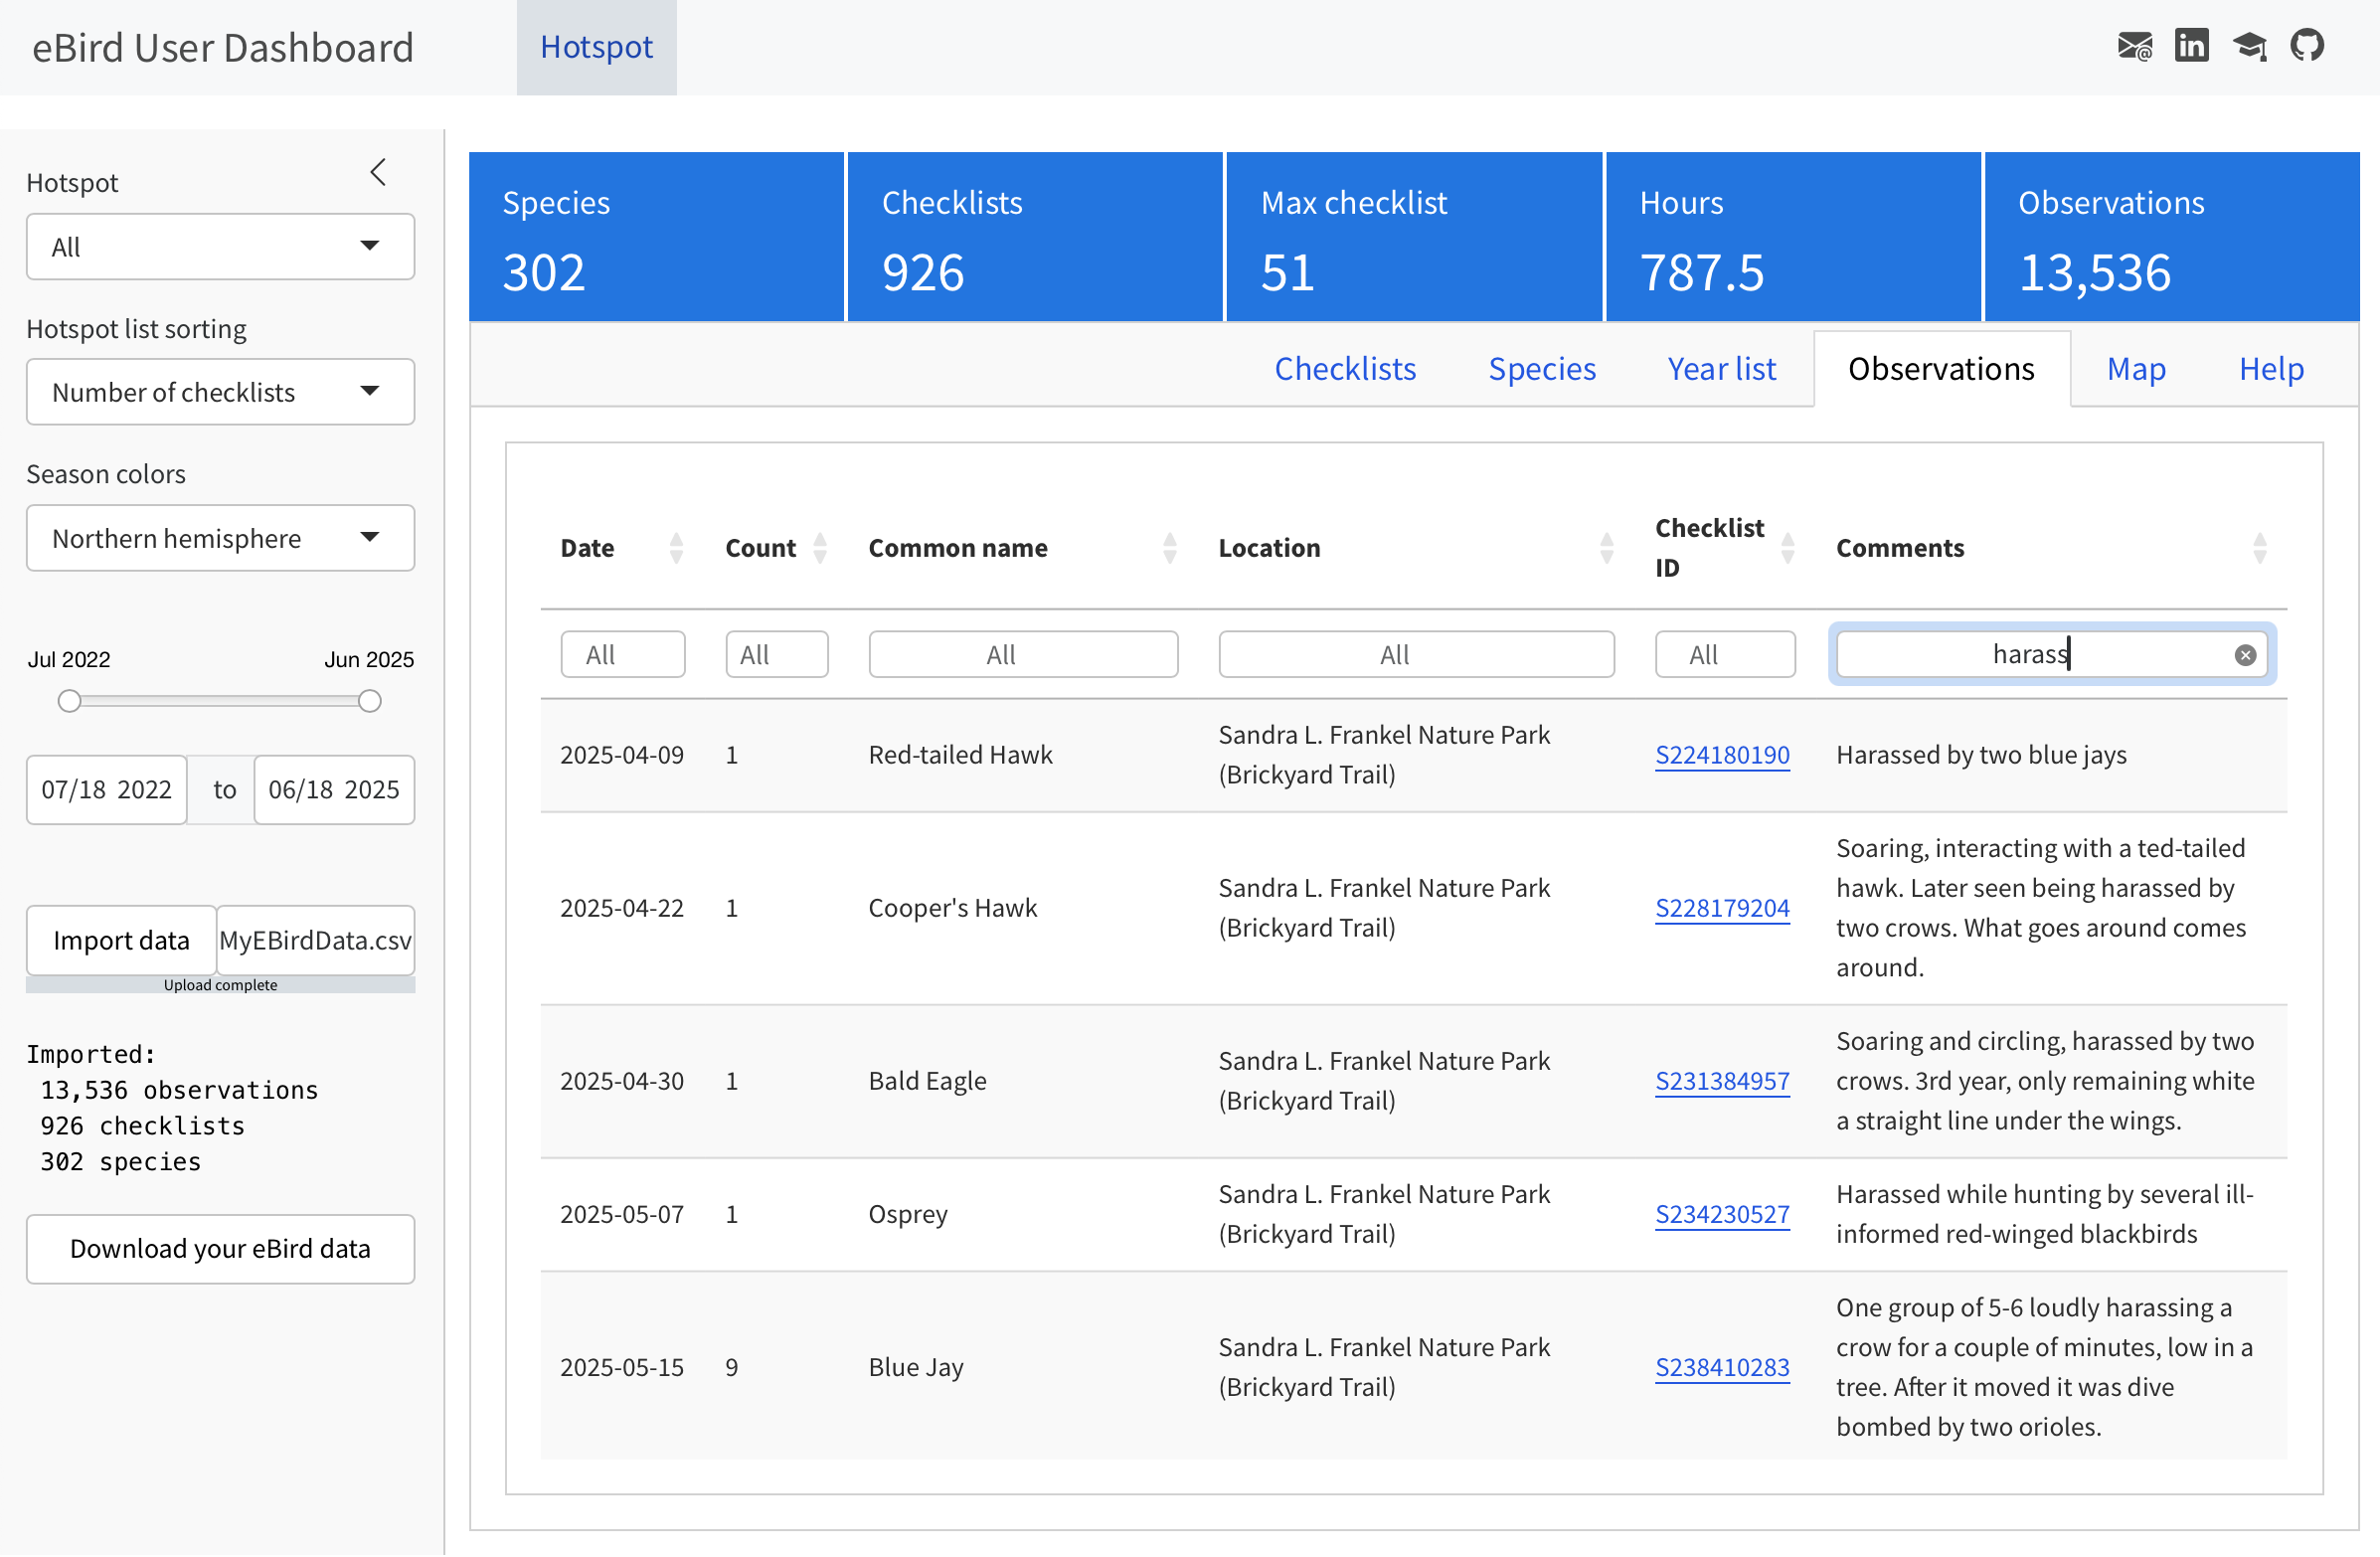 eBird User Dashboard
Hotspot
Hotspot
All
Hotspot list sorting
Number of checklists
Season colors
Northern hemisphere
Jul 2022
Jun 2025
07/18 2022 to 06/18 2025
Import data
MyEBirdData.csv
Upload complete
Imported:
13,536 observations
926 checklists
302 species
Download your eBird data
Species
302
Checklists
926
Max checklist
51
Hours
787.5
Observations
13,536
Checklists
Species
Year list
Observations
Map
Help
Date
Count
Common name
Location
Checklist
ID
Comments
All
All
All
All
All
harass
2025-04-09
1
Red-tailed Hawk
Sandra L. Frankel Nature Park
(Brickyard Trail)
S224180190
Harassed by two blue jays
2025-04-22
1
Cooper's Hawk
Sandra L. Frankel Nature Park
(Brickyard Trail)
S228179204
Soaring, interacting with a ted-tailed
hawk. Later seen being harassed by
two crows. What goes around comes
around.
2025-04-30
1
Bald Eagle
Sandra L. Frankel Nature Park
(Brickyard Trail)
S231384957
Soaring and circling, harassed by two
crows. 3rd year, only remaining white
a straight line under the wings.
2025-05-07
1
Osprey
Sandra L. Frankel Nature Park
(Brickyard Trail)
S234230527
Harassed while hunting by several ill-
informed red-winged blackbirds
2025-05-15
9
Blue Jay
Sandra L. Frankel Nature Park
(Brickyard Trail)
S238410283
One group of 5-6 loudly harassing a
crow for a couple of minutes, low in a
tree. After it moved it was dive
bombed by two orioles.